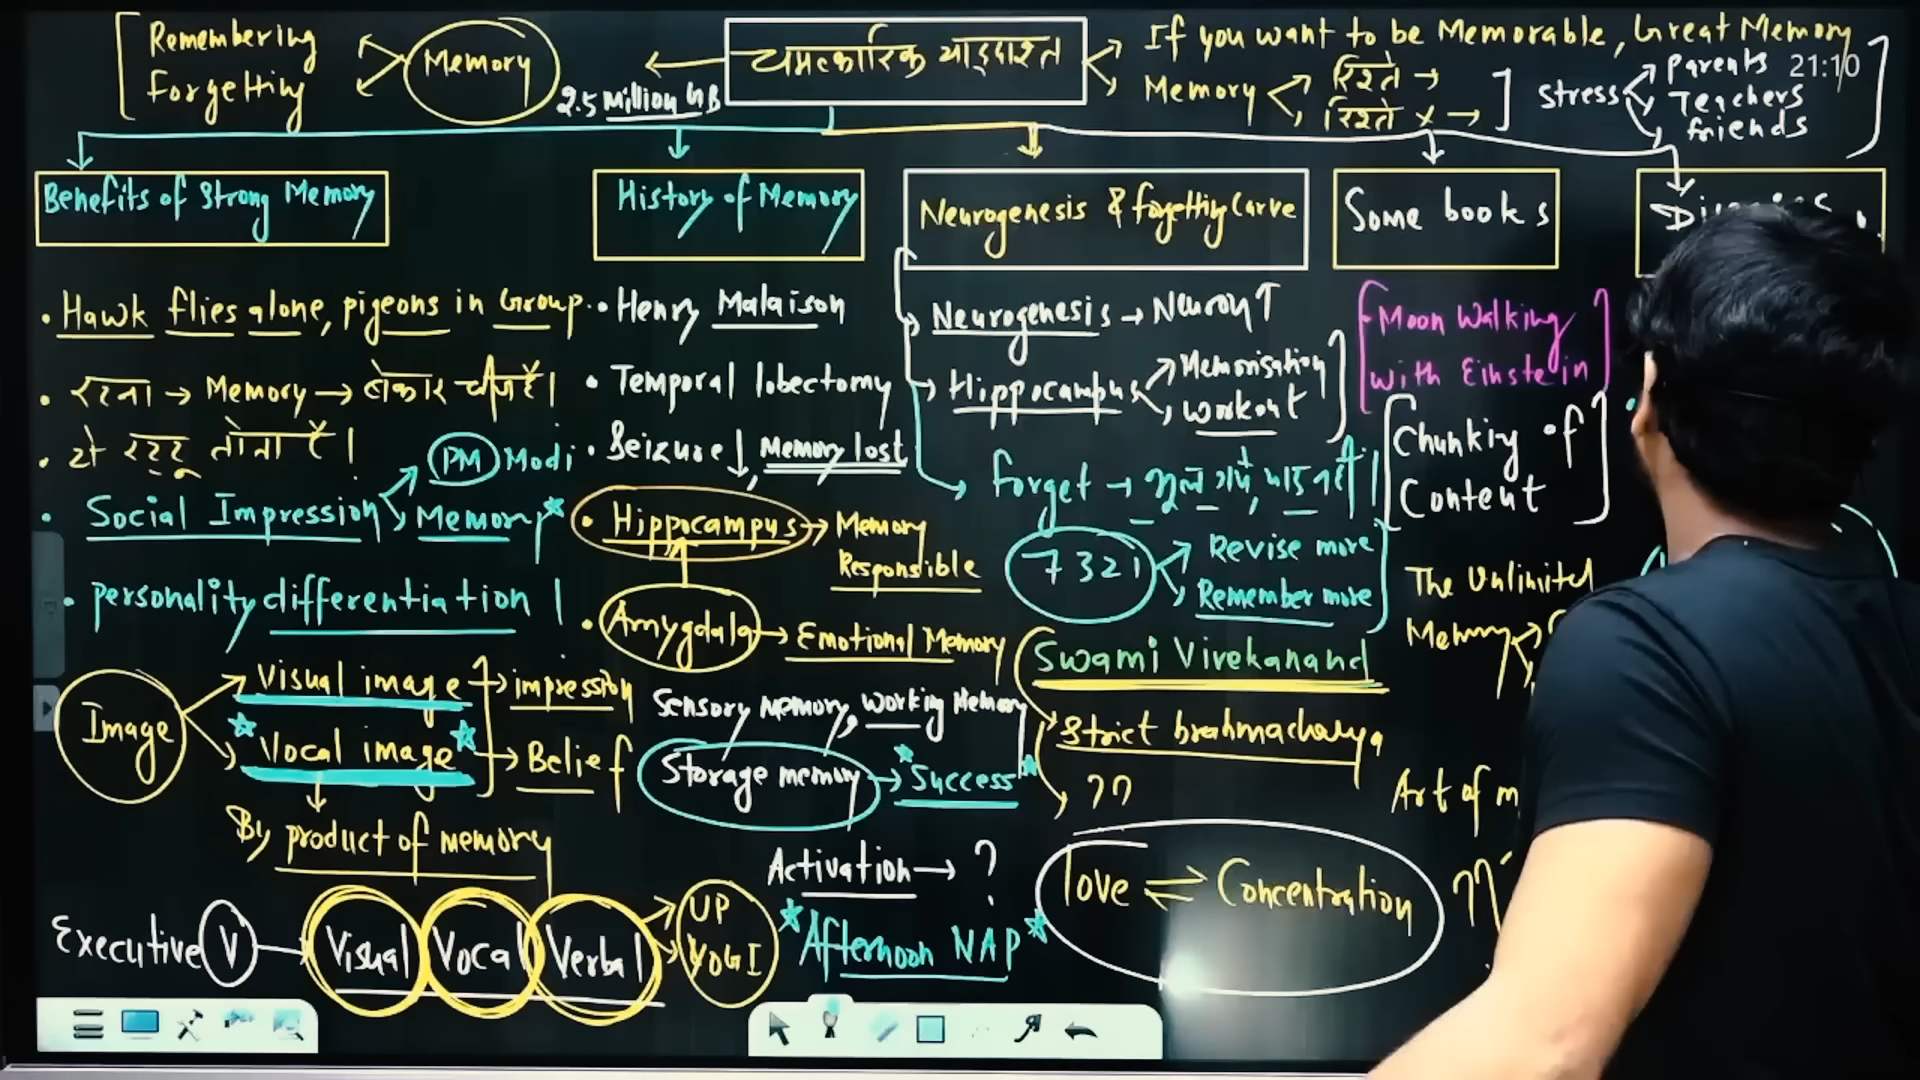 Remembering
Forgetting
Memory
2.5 Million GB
चमत्कारिक याददाश्त
If you want to be Memorable, Great Memory
Memory
रिश्ते →
रिश्ते × →
Stress
Parents
Teachers
friends
21:10
Benefits of Strong Memory
• Hawk flies alone, pigeons in Group.
• रटना → Memory →
• Social Impression
PM Modi
Memory
• personality differentiation |
Image
Visual image → impression
Vocal image → Belief
By product of memory
Executive V → Visual Vocal Verbal
UP
YOGI
History of Memory
• Henry Malaison
• Temporal lobectomy
• Seizure ↓, Memory lost
• Hippocampus → Memory
Responsible
• Amygdala → Emotional Memory
Sensory memory, Working Memory
Storage memory → Success
Activation → ?
Afternoon NAP
Neurogenesis & forgetting Carve
Neurogenesis → Neuron ↑
Hippocampus
Memorisation
workout
forget →
7321
Revise more
Remember more
Swami Vivekanand
Strict brahmacharya
??
love ⇌ Concentration
Some books
Moon Walking
with Einstein
Chunking of
Content
The Unlimited
Memory
Art of m
??